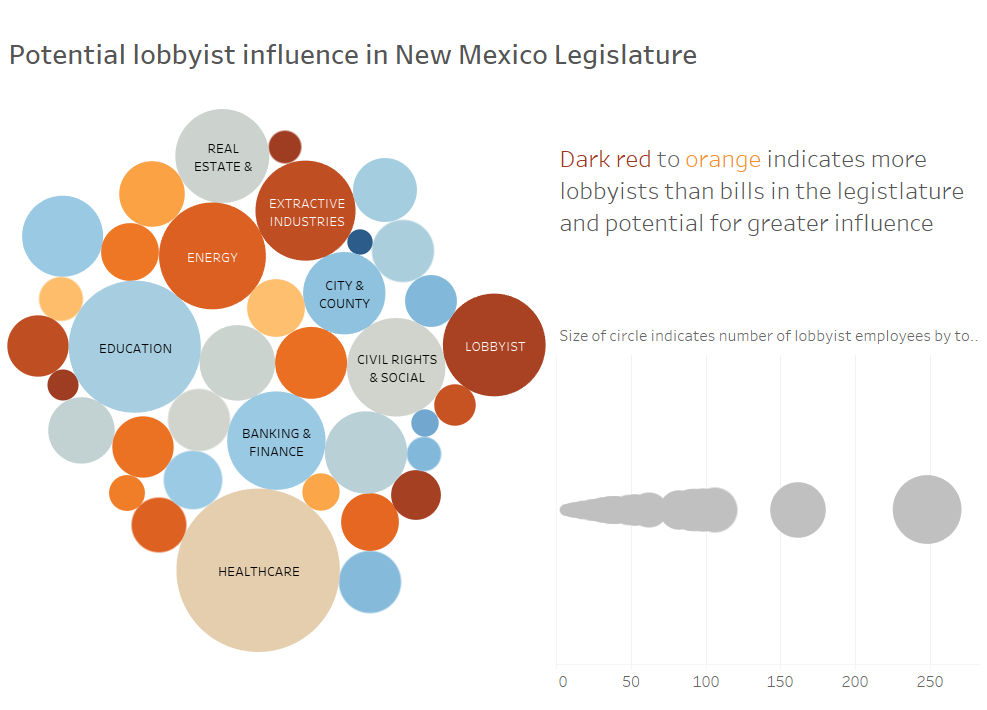 Potential lobbyist influence in New Mexico Legislature
REAL
ESTATE &
EXTRACTIVE
INDUSTRIES
ENERGY
CITY &
COUNTY
EDUCATION
CIVIL RIGHTS
& SOCIAL
LOBBYIST
BANKING &
FINANCE
HEALTHCARE
Dark red to orange indicates more
lobbyists than bills in the legistlature
and potential for greater influence
Size of circle indicates number of lobbyist employees by to..
0 50 100 150 200 250